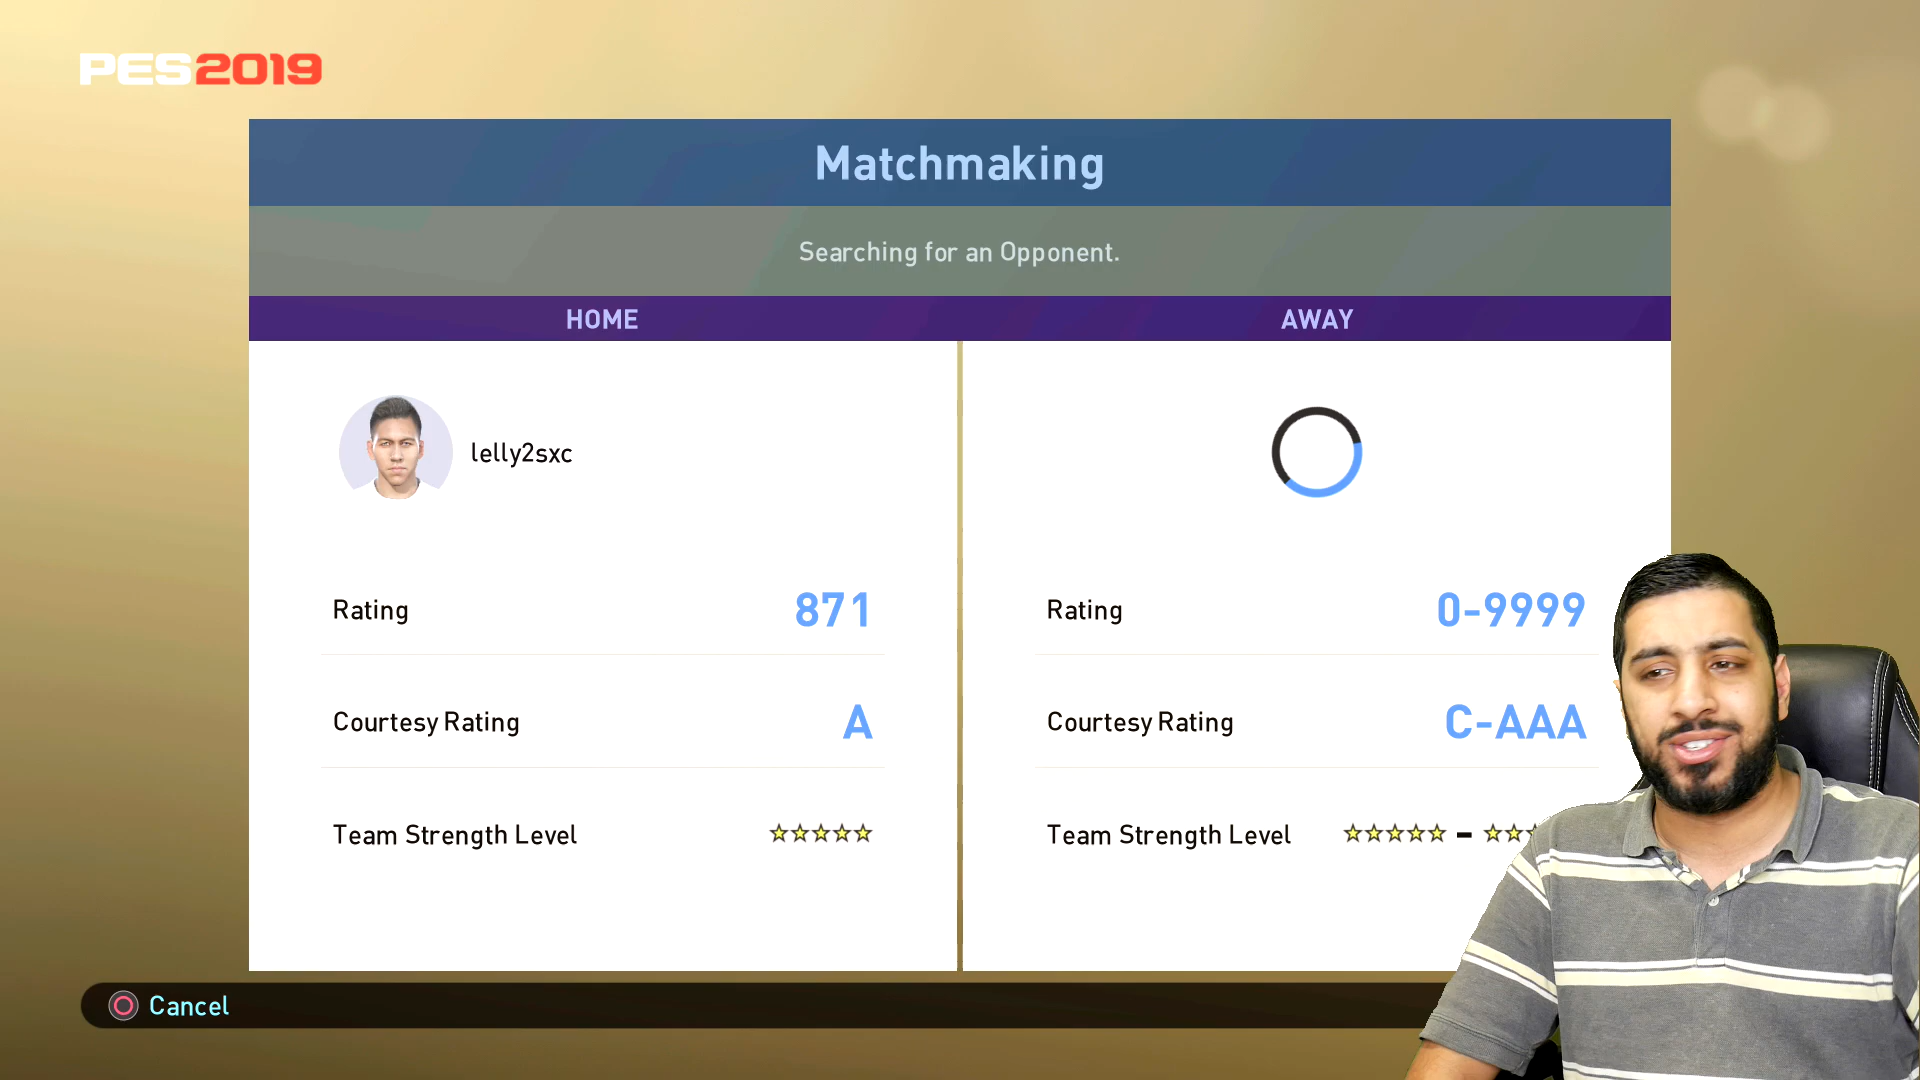 PES2019
Matchmaking
Searching for an Opponent.
HOME
AWAY
lelly2sxc
Rating 871
Rating 0-9999
Courtesy Rating A
Courtesy Rating C-AAA
Team Strength Level
Team Strength Level
Cancel